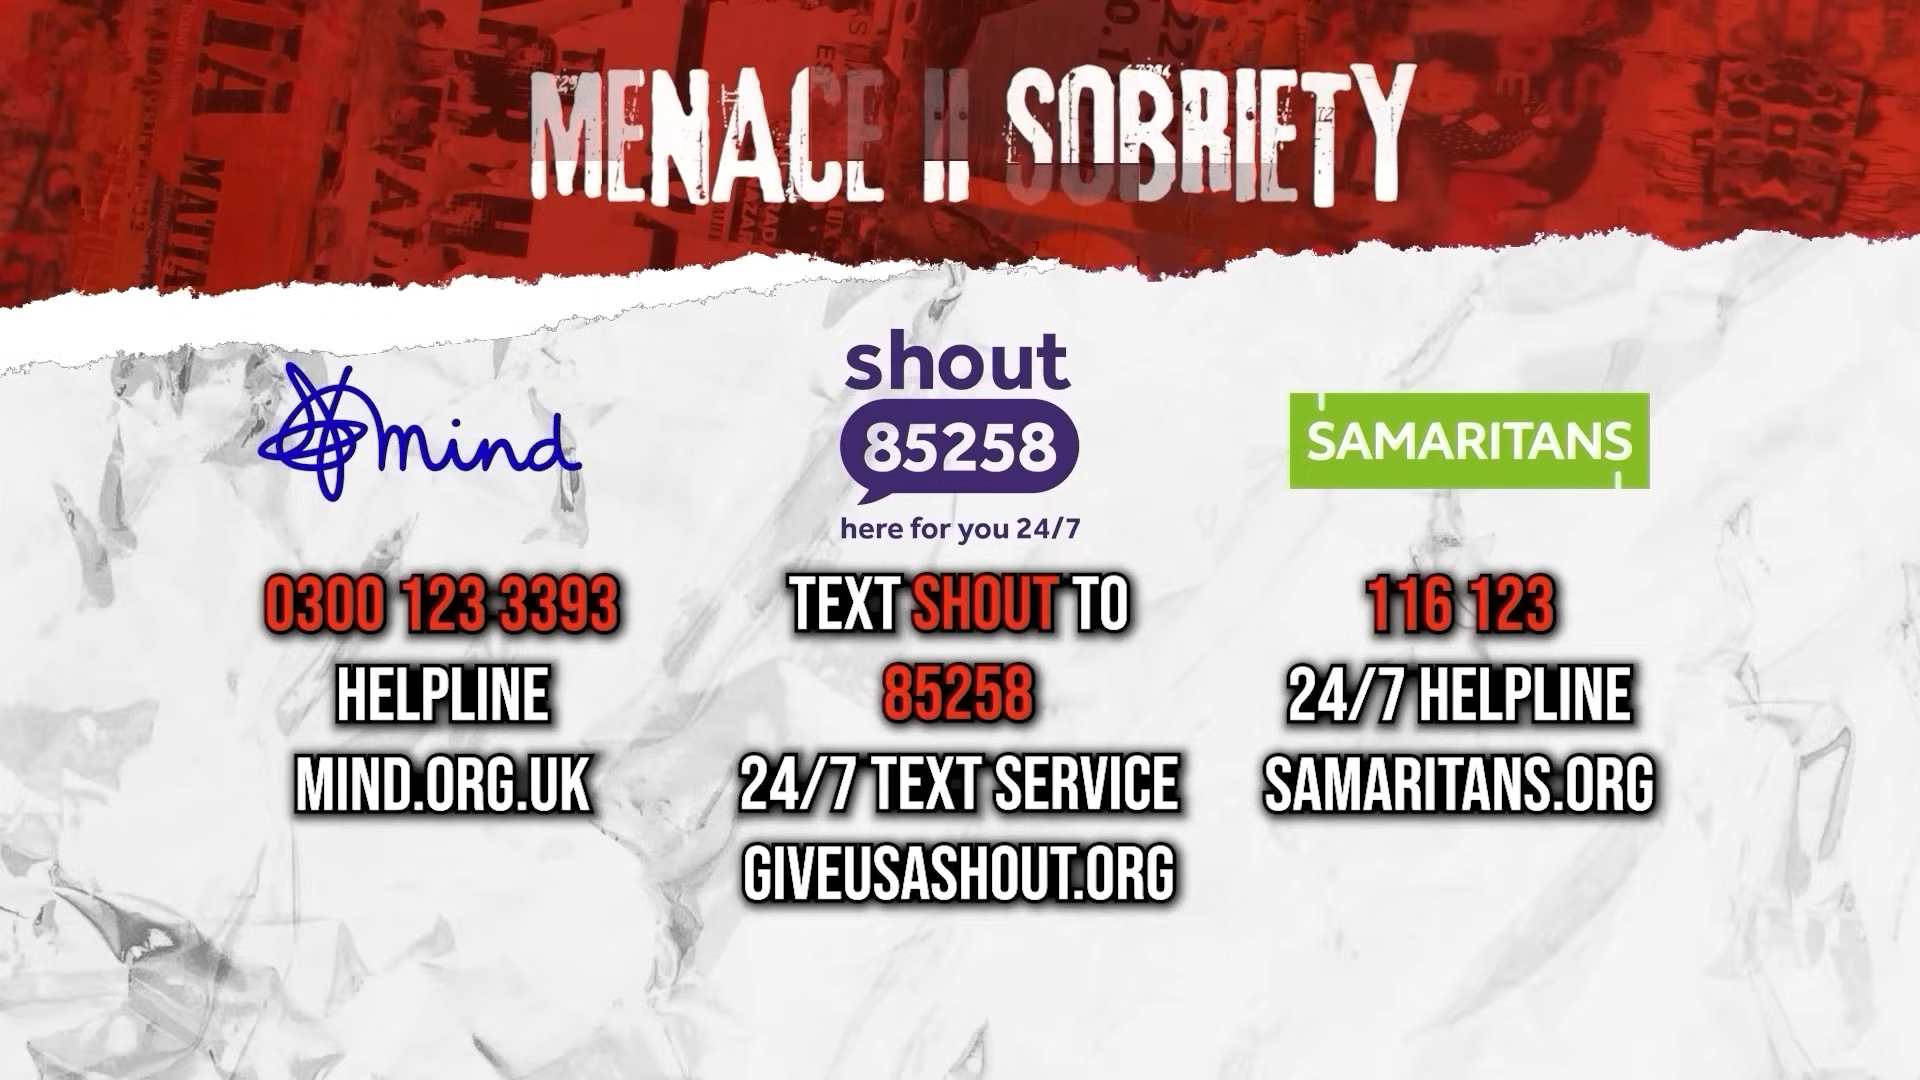 MENACE II SOBRIETY
mind
0300 123 3393
HELPLINE
MIND.ORG.UK
shout
85258
here for you 24/7
TEXT SHOUT TO
85258
24/7 TEXT SERVICE
GIVEUSASHOUT.ORG
SAMARITANS
116 123
24/7 HELPLINE
SAMARITANS.ORG